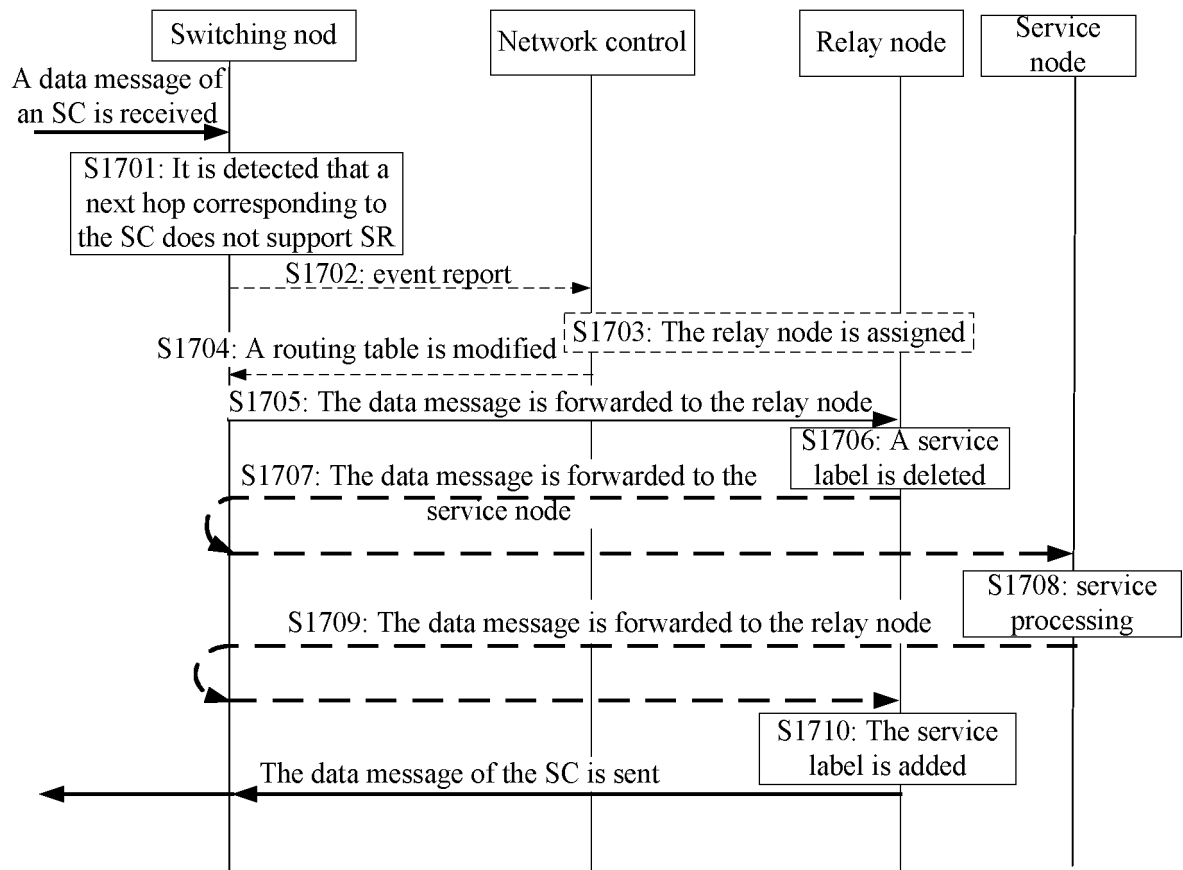 Switching nod
Network control
Relay node
Service
node
A data message of
an SC is received
S1701: It is detected that a
next hop corresponding to
the SC does not support SR
S1702: event report
S1703: The relay node is assigned
S1704: A routing table is modified
S1705: The data message is forwarded to the relay node
S1706: A service
label is deleted
S1707: The data message is forwarded to the
service node
S1708: service
processing
S1709: The data message is forwarded to the relay node
S1710: The service
label is added
The data message of the SC is sent